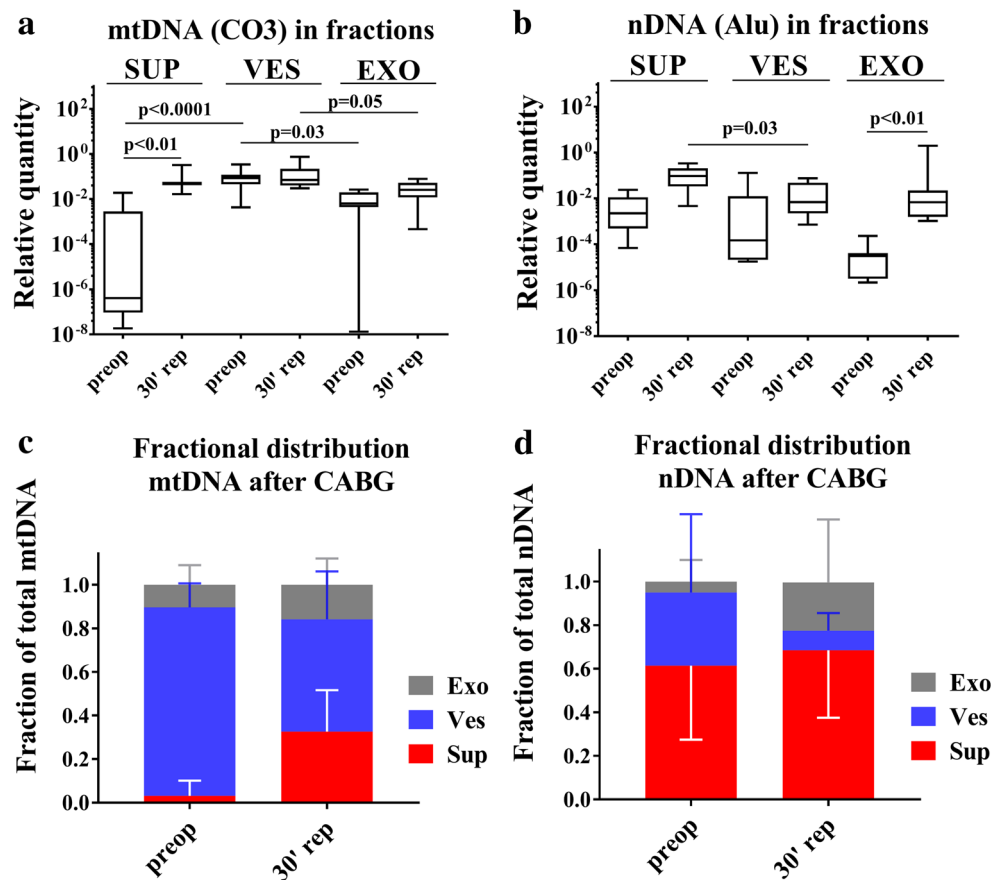 a
mtDNA (CO3) in fractions
SUP VES EXO
Relative quantity
10^2
10^0
10^-2
10^-4
10^-6
10^-8
p<0.0001
p=0.05
p<0.01
p=0.03
preop
30' rep
preop
30' rep
preop
30' rep
b
nDNA (Alu) in fractions
SUP VES EXO
Relative quantity
10^2
10^0
10^-2
10^-4
10^-6
10^-8
p=0.03
p<0.01
preop
30' rep
preop
30' rep
preop
30' rep
c
Fractional distribution
mtDNA after CABG
Fraction of total mtDNA
1.0
0.8
0.6
0.4
0.2
0.0
Exo
Ves
Sup
preop
30' rep
d
Fractional distribution
nDNA after CABG
Fraction of total nDNA
1.0
0.8
0.6
0.4
0.2
0.0
Exo
Ves
Sup
preop
30' rep